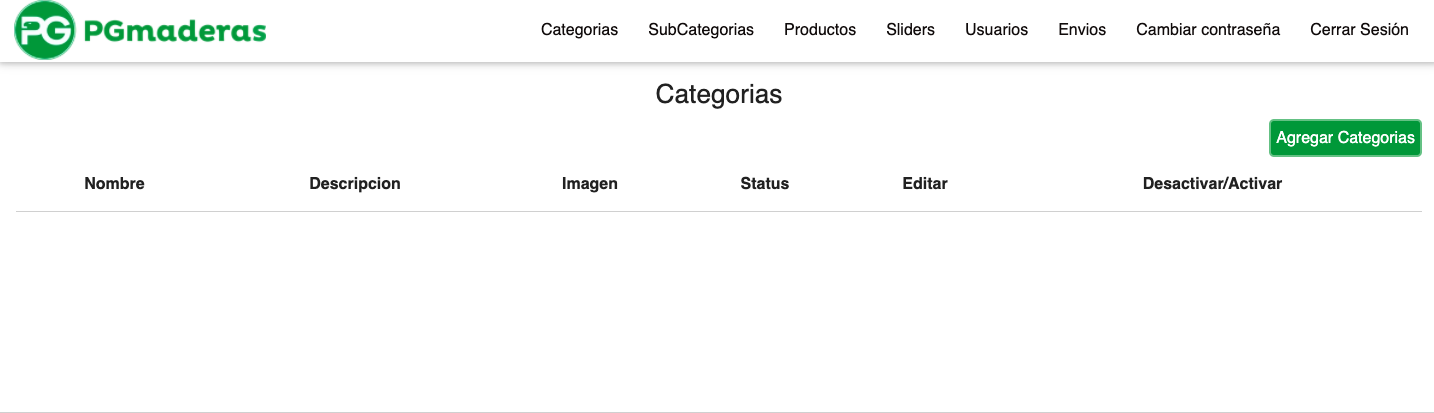 PG PGmaderas
Categorias SubCategorias Productos Sliders Usuarios Envios Cambiar contraseña Cerrar Sesión
Categorias
Agregar Categorias
Nombre Descripcion Imagen Status Editar Desactivar/Activar